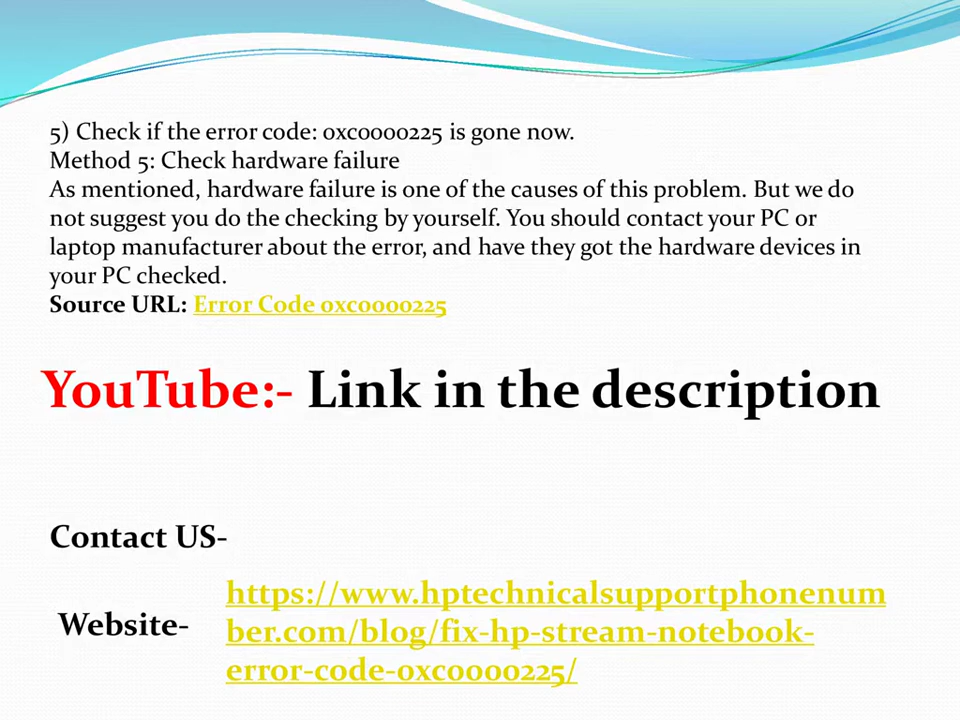 5) Check if the error code: 0xc0000225 is gone now.
Method 5: Check hardware failure
As mentioned, hardware failure is one of the causes of this problem. But we do
not suggest you do the checking by yourself. You should contact your PC or
laptop manufacturer about the error, and have they got the hardware devices in
your PC checked.
Source URL: Error Code 0xc0000225
YouTube:- Link in the description
Contact US-
Website-
https://www.hptechnicalsupportphonenum
ber.com/blog/fix-hp-stream-notebook-
error-code-0xc0000225/